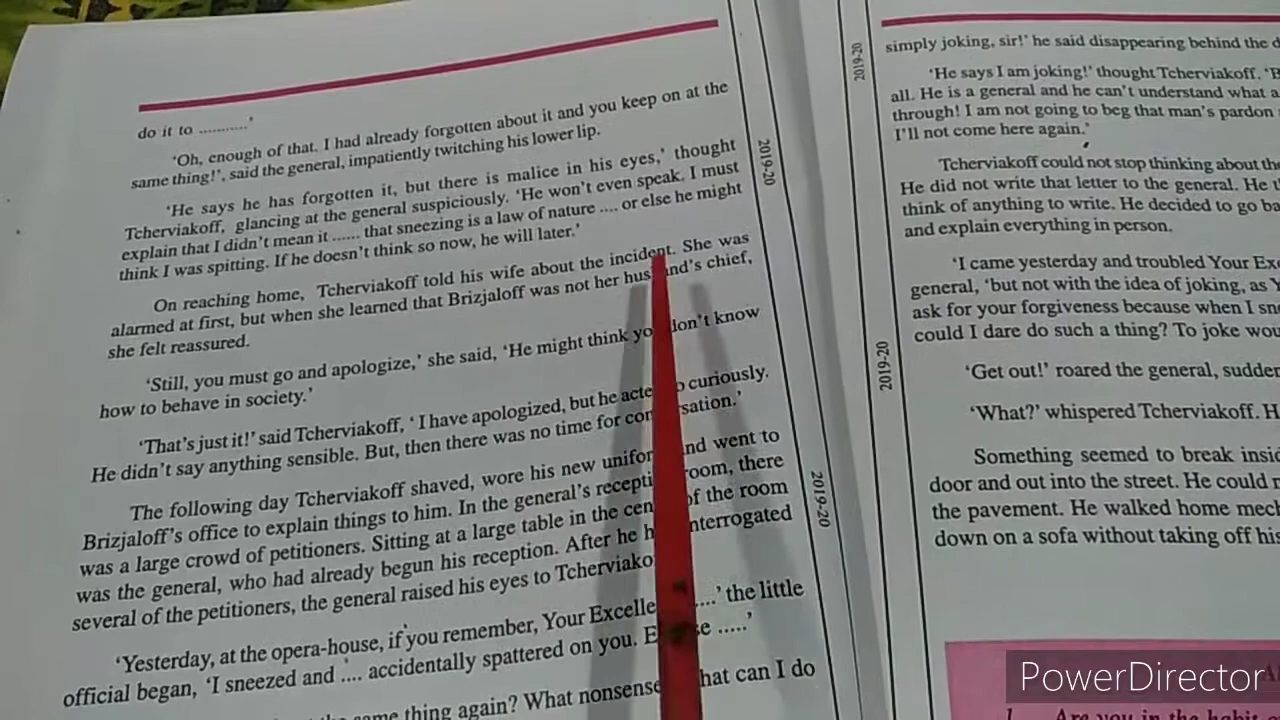 do it to ...........'
'Oh, enough of that. I had already forgotten about it and you keep on at the
same thing!', said the general, impatiently twitching his lower lip.
'He says he has forgotten it, but there is malice in his eyes,' thought
Tcherviakoff, glancing at the general suspiciously. 'He won't even speak. I must
explain that I didn't mean it ...... that sneezing is a law of nature .... or else he might
think I was spitting. If he doesn't think so now, he will later.'
On reaching home, Tcherviakoff told his wife about the incident. She was
alarmed at first, but when she learned that Brizjaloff was not her husband's chief,
she felt reassured.
'Still, you must go and apologize,' she said, 'He might think you don't know
how to behave in society.'
'That's just it!' said Tcherviakoff, 'I have apologized, but he acted so curiously.
He didn't say anything sensible. But, then there was no time for conversation.'
The following day Tcherviakoff shaved, wore his new uniform and went to
Brizjaloff's office to explain things to him. In the general's reception room, there
was a large crowd of petitioners. Sitting at a large table in the centre of the room
was the general, who had already begun his reception. After he had interrogated
several of the petitioners, the general raised his eyes to Tcherviakoff
'Yesterday, at the opera-house, if you remember, Your Excelle ....' the little
official began, 'I sneezed and .... accidentally spattered on you. .....'
same thing again? What nonsense hat can I do
2019-20
2019-20
2019-20
2019-20
simply joking, sir!' he said disappearing behind the
'He says I am joking!' thought Tcherviakoff.
all. He is a general and he can't understand what a
through! I am not going to beg that man's pardon
I'll not come here again.'
Tcherviakoff could not stop thinking about the
He did not write that letter to the general. He
think of anything to write. He decided to go
and explain everything in person.
'I came yesterday and troubled Your
general, 'but not with the idea of joking, as
ask for your forgiveness because when I
could I dare do such a thing? To joke
'Get out!' roared the general,
'What?' whispered Tcherviakoff.
Something seemed to break
door and out into the street. He could
the pavement. He walked home
down on a sofa without taking off his
1. Are you in the habit
PowerDirector